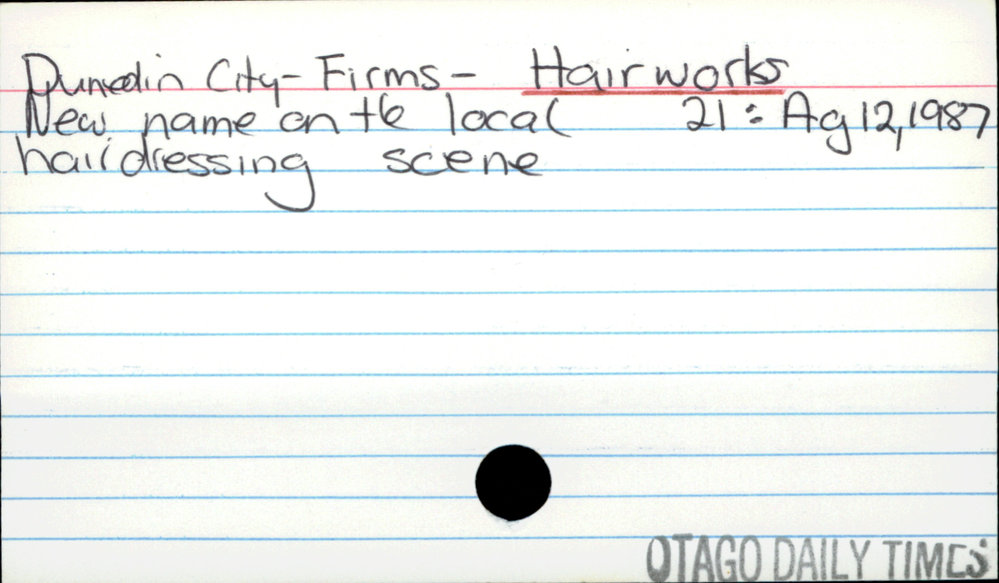 Dunedin City - Firms - Hairworks
New name on the local 21 : Ag 12, 1987
hairdressing scene
OTAGO DAILY TIMES